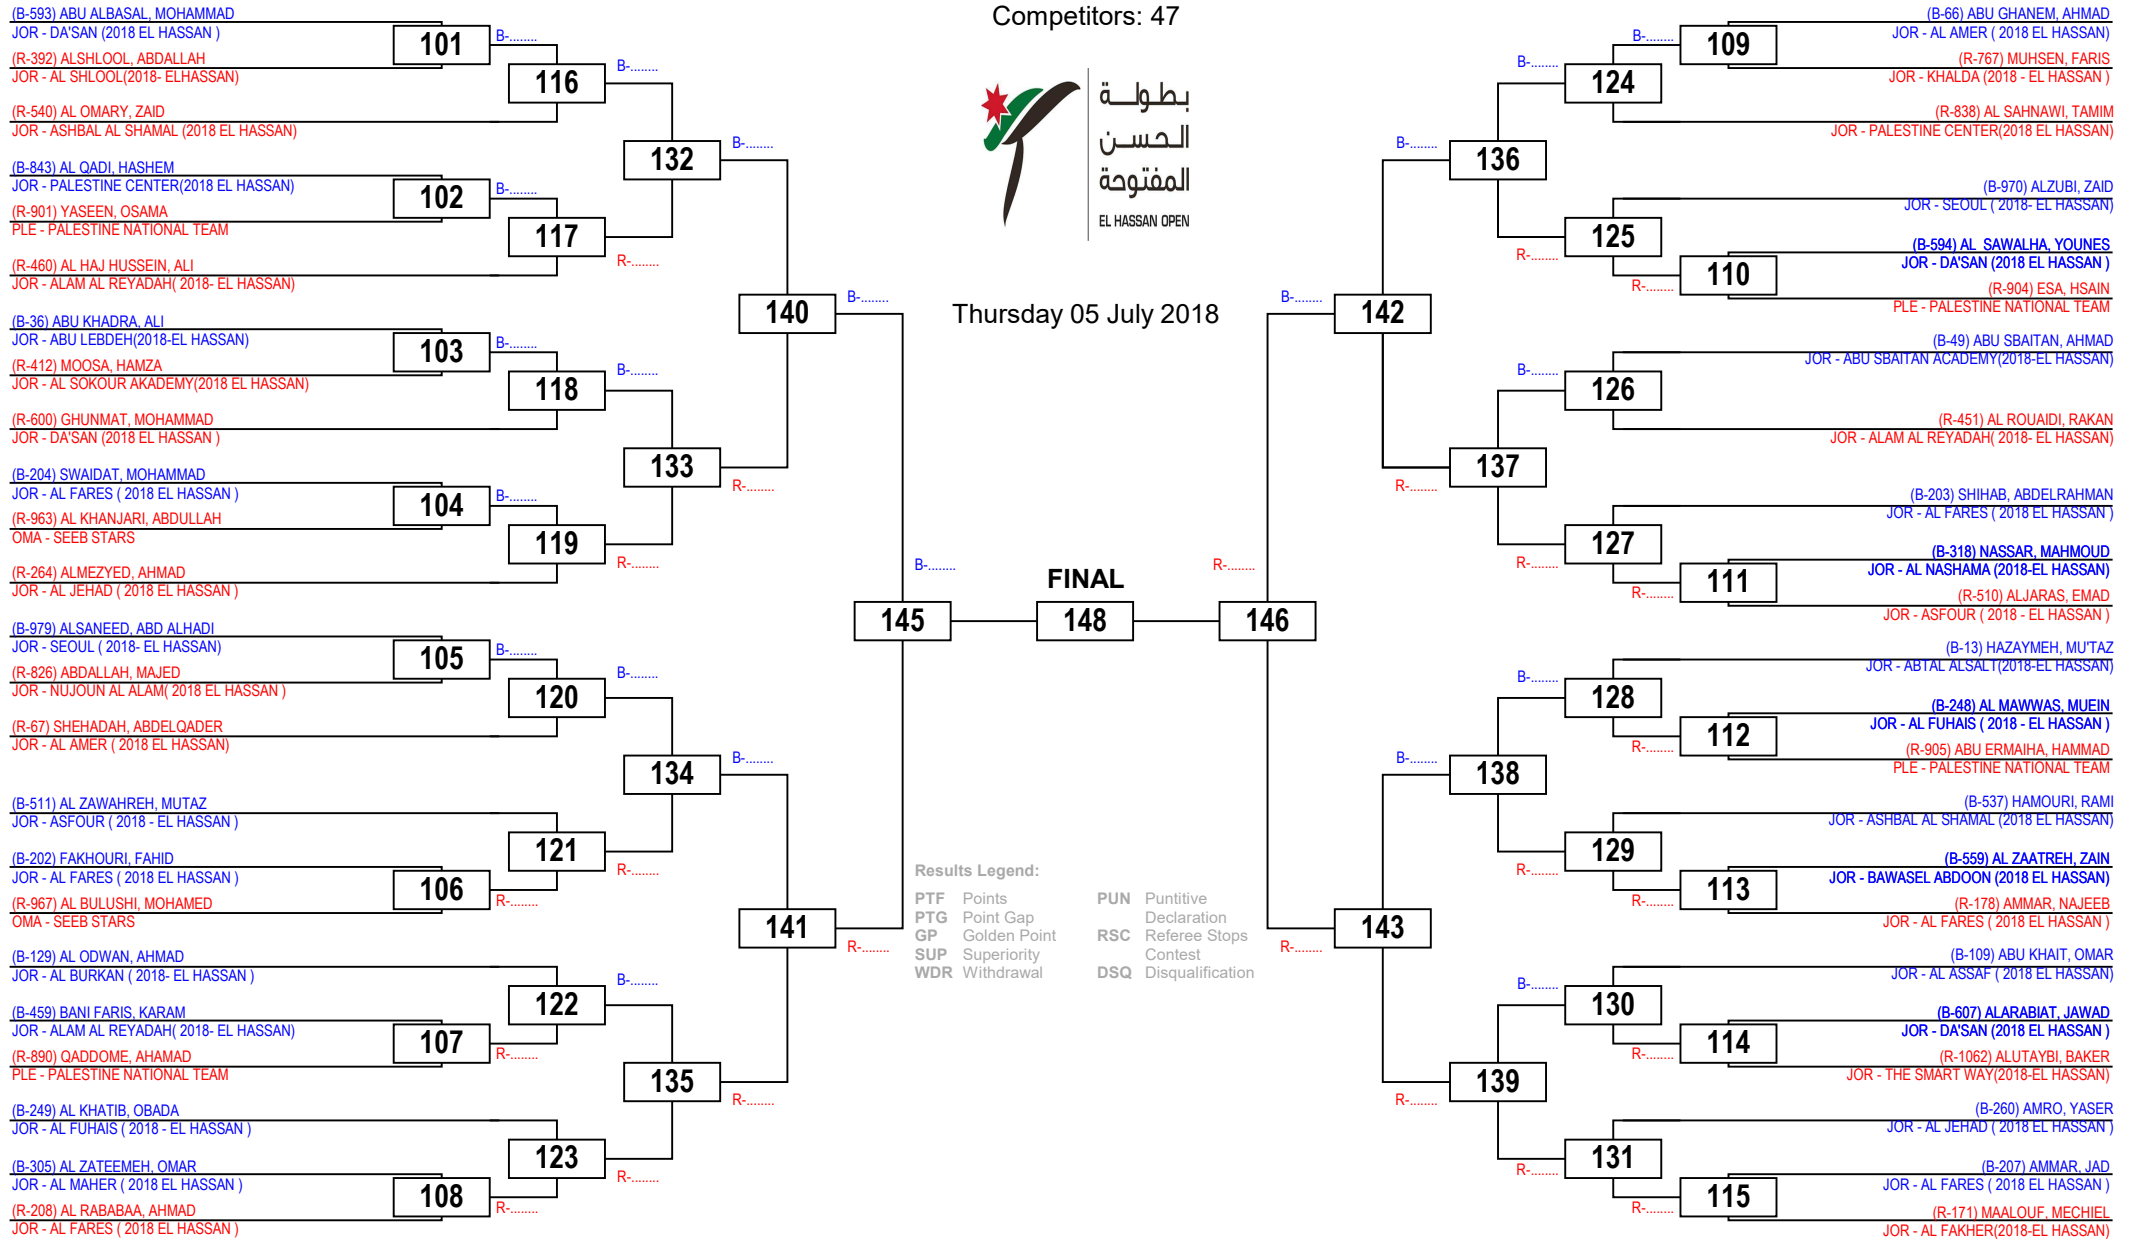 (B-593) ABU ALBASAL, MOHAMMAD
JOR - DA'SAN (2018 EL HASSAN )
101
(R-392) ALSHLOOL, ABDALLAH
JOR - AL SHLOOL(2018- ELHASSAN)
B-........
116
(R-540) AL OMARY, ZAID
JOR - ASHBAL AL SHAMAL (2018 EL HASSAN)
B-........
132
(B-843) AL QADI, HASHEM
JOR - PALESTINE CENTER(2018 EL HASSAN)
102
(R-901) YASEEN, OSAMA
PLE - PALESTINE NATIONAL TEAM
B-........
117
(R-460) AL HAJ HUSSEIN, ALI
JOR - ALAM AL REYADAH( 2018- EL HASSAN)
R-........
B-........
140
(B-36) ABU KHADRA, ALI
JOR - ABU LEBDEH(2018-EL HASSAN)
103
(R-412) MOOSA, HAMZA
JOR - AL SOKOUR AKADEMY(2018 EL HASSAN)
B-........
118
(R-600) GHUNMAT, MOHAMMAD
JOR - DA'SAN (2018 EL HASSAN )
B-........
133
(B-204) SWAIDAT, MOHAMMAD
JOR - AL FARES ( 2018 EL HASSAN )
104
(R-963) AL KHANJARI, ABDULLAH
OMA - SEEB STARS
B-........
119
(R-264) ALMEZYED, AHMAD
JOR - AL JEHAD ( 2018 EL HASSAN )
R-........
R-........
B-........
145
B-........
(B-979) ALSANEED, ABD ALHADI
JOR - SEOUL ( 2018- EL HASSAN)
105
(R-826) ABDALLAH, MAJED
JOR - NUJOUN AL ALAM( 2018 EL HASSAN )
B-........
120
(R-67) SHEHADAH, ABDELQADER
JOR - AL AMER ( 2018 EL HASSAN)
B-........
134
(B-511) AL ZAWAHREH, MUTAZ
JOR - ASFOUR ( 2018 - EL HASSAN )
121
(B-202) FAKHOURI, FAHID
JOR - AL FARES ( 2018 EL HASSAN )
106
(R-967) AL BULUSHI, MOHAMED
OMA - SEEB STARS
R-........
R-........
B-........
141
(B-129) AL ODWAN, AHMAD
JOR - AL BURKAN ( 2018- EL HASSAN )
122
(B-459) BANI FARIS, KARAM
JOR - ALAM AL REYADAH( 2018- EL HASSAN)
107
(R-890) QADDOME, AHAMAD
PLE - PALESTINE NATIONAL TEAM
R-........
B-........
135
(B-249) AL KHATIB, OBADA
JOR - AL FUHAIS ( 2018 - EL HASSAN )
123
(B-305) AL ZATEEMEH, OMAR
JOR - AL MAHER ( 2018 EL HASSAN )
108
(R-208) AL RABABAA, AHMAD
JOR - AL FARES ( 2018 EL HASSAN )
R-........
R-........
R-........
R-........
Competitors: 47
بطولة
الحسن
المفتوحة
EL HASSAN OPEN
Thursday 05 July 2018
FINAL
148
Results Legend:
PTF Points
PTG Point Gap
GP Golden Point
SUP Superiority
WDR Withdrawal
PUN Puntitive
Declaration
RSC Referee Stops
Contest
DSQ Disqualification
(B-66) ABU GHANEM, AHMAD
JOR - AL AMER ( 2018 EL HASSAN)
109
(R-767) MUHSEN, FARIS
JOR - KHALDA (2018 - EL HASSAN )
B-........
124
(R-838) AL SAHNAWI, TAMIM
JOR - PALESTINE CENTER(2018 EL HASSAN)
B-........
136
(B-970) ALZUBI, ZAID
JOR - SEOUL ( 2018- EL HASSAN)
125
(B-594) AL  SAWALHA, YOUNES
JOR - DA'SAN (2018 EL HASSAN )
110
(R-904) ESA, HSAIN
PLE - PALESTINE NATIONAL TEAM
R-........
R-........
B-........
142
(B-49) ABU SBAITAN, AHMAD
JOR - ABU SBAITAN ACADEMY(2018-EL HASSAN)
126
(R-451) AL ROUAIDI, RAKAN
JOR - ALAM AL REYADAH( 2018- EL HASSAN)
B-........
137
(B-203) SHIHAB, ABDELRAHMAN
JOR - AL FARES ( 2018 EL HASSAN )
127
(B-318) NASSAR, MAHMOUD
JOR - AL NASHAMA (2018-EL HASSAN)
111
(R-510) ALJARAS, EMAD
JOR - ASFOUR ( 2018 - EL HASSAN )
R-........
R-........
R-........
B-........
146
R-........
(B-13) HAZAYMEH, MU'TAZ
JOR - ABTAL ALSALT(2018-EL HASSAN)
128
(B-248) AL MAWWAS, MUEIN
JOR - AL FUHAIS ( 2018 - EL HASSAN )
112
(R-905) ABU ERMAIHA, HAMMAD
PLE - PALESTINE NATIONAL TEAM
R-........
B-........
138
(B-537) HAMOURI, RAMI
JOR - ASHBAL AL SHAMAL (2018 EL HASSAN)
129
(B-559) AL ZAATREH, ZAIN
JOR - BAWASEL ABDOON (2018 EL HASSAN)
113
(R-178) AMMAR, NAJEEB
JOR - AL FARES ( 2018 EL HASSAN )
R-........
R-........
B-........
143
(B-109) ABU KHAIT, OMAR
JOR - AL ASSAF ( 2018 EL HASSAN)
130
(B-607) ALARABIAT, JAWAD
JOR - DA'SAN (2018 EL HASSAN )
114
(R-1062) ALUTAYBI, BAKER
JOR - THE SMART WAY(2018-EL HASSAN)
R-........
B-........
139
(B-260) AMRO, YASER
JOR - AL JEHAD ( 2018 EL HASSAN )
131
(B-207) AMMAR, JAD
JOR - AL FARES ( 2018 EL HASSAN )
115
(R-171) MAALOUF, MECHIEL
JOR - AL FAKHER(2018-EL HASSAN)
R-........
R-........
R-........
R-........